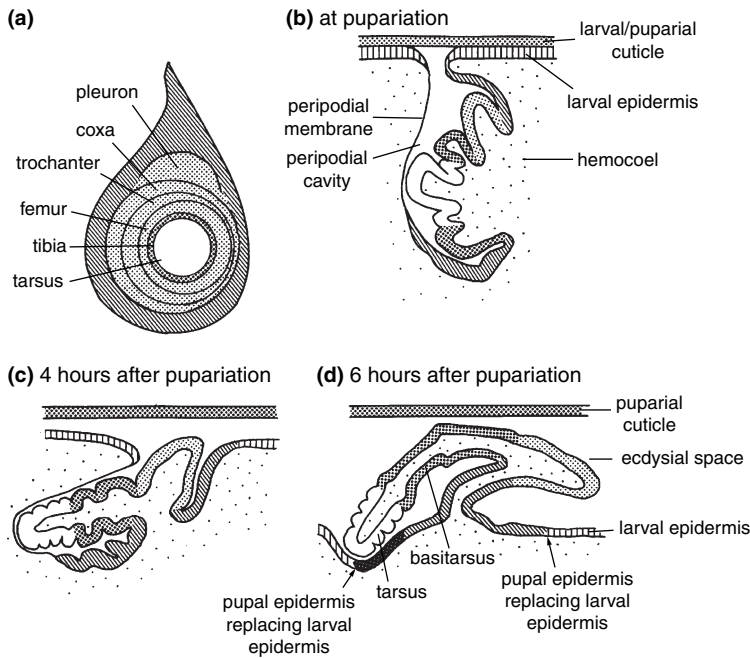 (a)
pleuron
coxa
trochanter
femur
tibia
tarsus
(b) at pupariation
larval/puparial
cuticle
larval epidermis
peripodial
membrane
peripodial
cavity
hemocoel
(c) 4 hours after pupariation
(d) 6 hours after pupariation
puparial
cuticle
ecdysial space
larval epidermis
basitarsus
tarsus
pupal epidermis
replacing larval
epidermis
pupal epidermis
replacing larval
epidermis